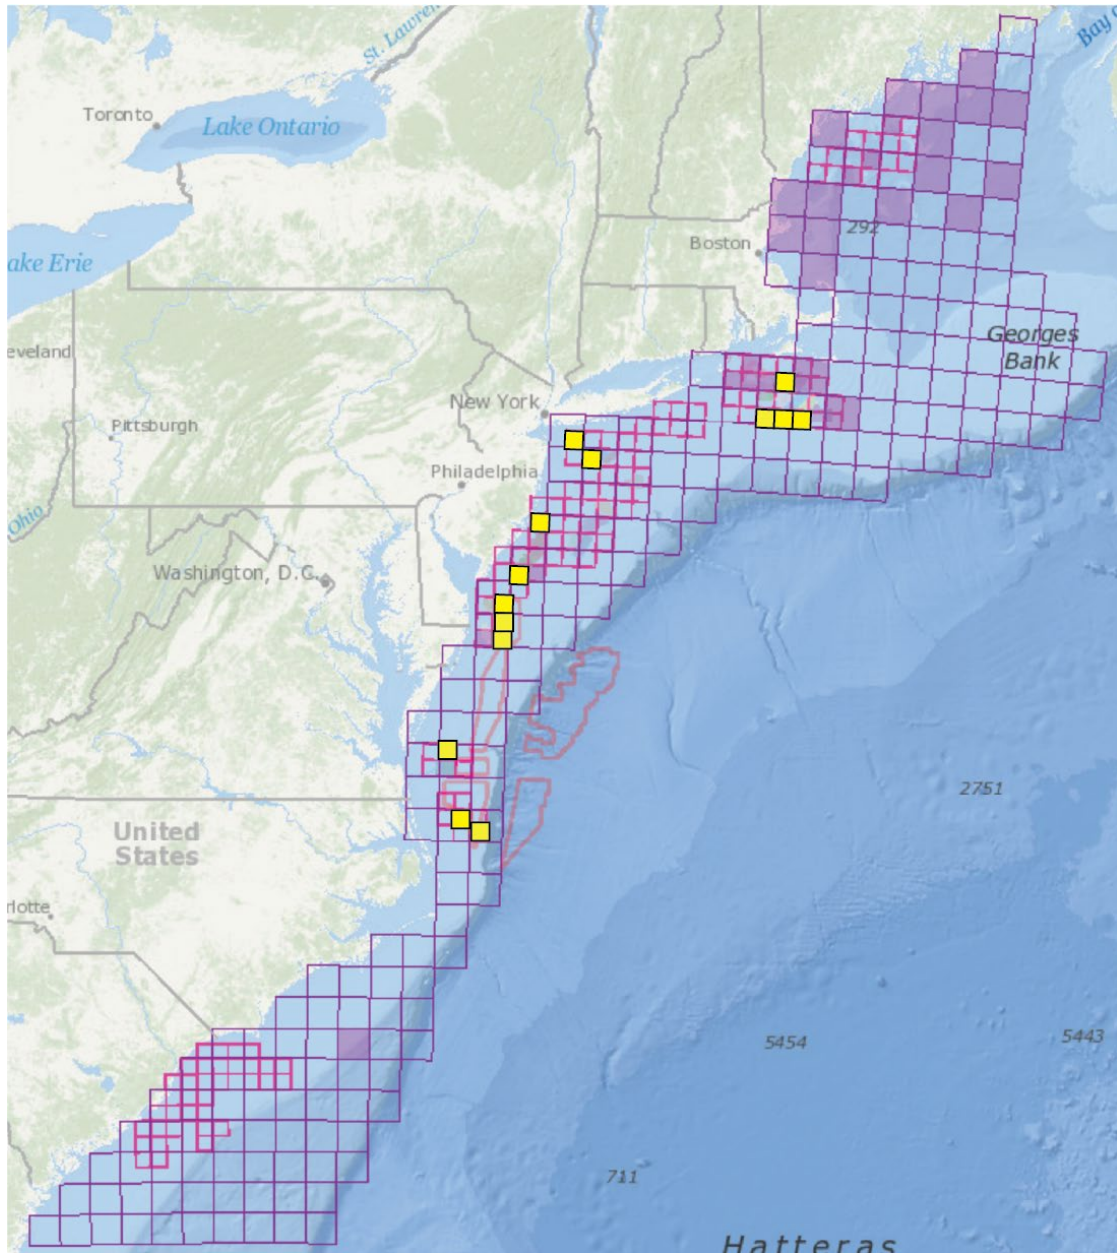 St. Lawren
Bay o
Toronto
Lake Ontario
Boston
292
ake Erie
eveland
Georges
Bank
New York
Pittsburgh
Philadelphia
Ohio
Washington, D.C.
2751
United
States
rlotte
5454
5443
711
Hatteras